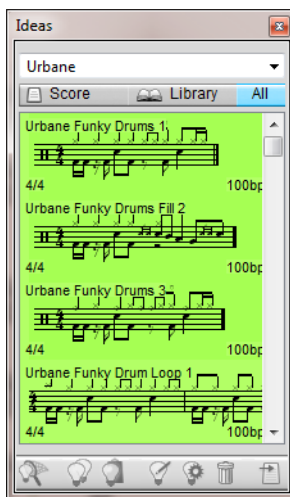 Ideas
Urbane
Score Library All
Urbane Funky Drums 1
4/4 100bp
Urbane Funky Drums Fill 2
4/4 100bp
Urbane Funky Drums 3
4/4 100bp
Urbane Funky Drum Loop 1
4/4 100bp